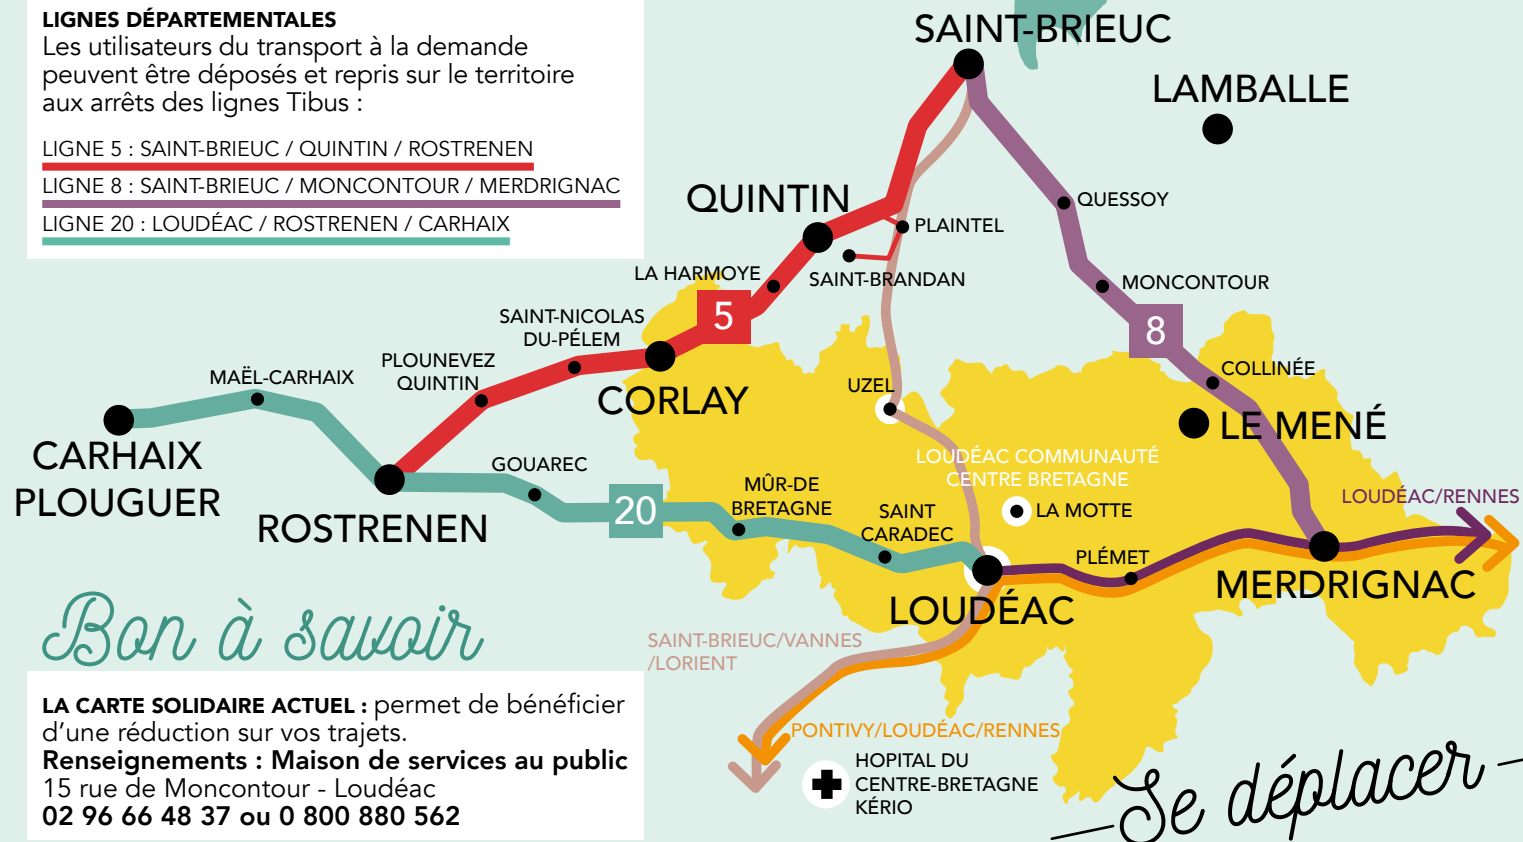 LIGNES DÉPARTEMENTALES
Les utilisateurs du transport à la demande
peuvent être déposés et repris sur le territoire
aux arrêts des lignes Tibus :
LIGNE 5 : SAINT-BRIEUC / QUINTIN / ROSTRENEN
LIGNE 8 : SAINT-BRIEUC / MONCONTOUR / MERDRIGNAC
LIGNE 20 : LOUDÉAC / ROSTRENEN / CARHAIX
SAINT-BRIEUC
LAMBALLE
QUINTIN
QUESSOY
PLAINTEL
LA HARMOYE
SAINT-BRANDAN
MONCONTOUR
5
8
SAINT-NICOLAS
DU-PÉLEM
PLOUNEVEZ
QUINTIN
MAËL-CARHAIX
CORLAY
UZEL
COLLINÉE
LE MENÉ
CARHAIX
PLOUGUER
GOUAREC
ROSTRENEN
20
MÛR-DE
BRETAGNE
SAINT
CARADEC
LOUDÉAC COMMUNAUTÉ
CENTRE BRETAGNE
LA MOTTE
LOUDÉAC/RENNES
PLÉMET
MERDRIGNAC
LOUDÉAC
SAINT-BRIEUC/VANNES
/LORIENT
PONTIVY/LOUDÉAC/RENNES
HOPITAL DU
CENTRE-BRETAGNE
KÉRIO
Bon à savoir
LA CARTE SOLIDAIRE ACTUEL : permet de bénéficier
d'une réduction sur vos trajets.
Renseignements : Maison de services au public
15 rue de Moncontour - Loudéac
02 96 66 48 37 ou 0 800 880 562
Se déplacer